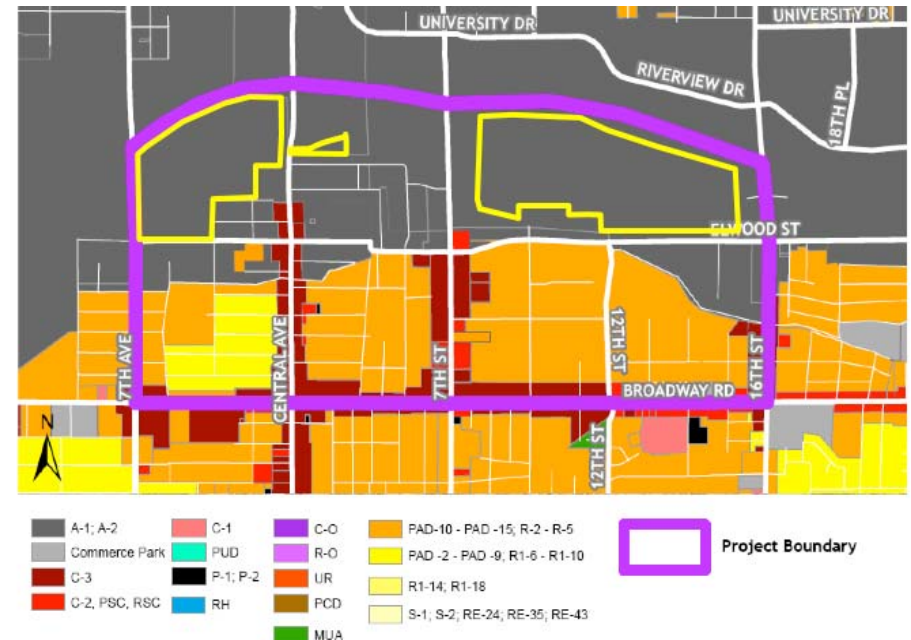 UNIVERSITY DR
UNIVERSITY DR
RIVERVIEW DR
18TH PL
ELWOOD ST
7TH AVE
CENTRAL AVE
7TH ST
12TH ST
16TH ST
BROADWAY RD
12TH ST
N
A-1; A-2
Commerce Park
C-3
C-2, PSC, RSC
C-1
PUD
P-1; P-2
RH
C-O
R-O
UR
PCD
MUA
PAD-10 - PAD -15; R-2 - R-5
PAD -2 - PAD -9; R1-6 - R1-10
R1-14; R1-18
S-1; S-2; RE-24; RE-35; RE-43
Project Boundary